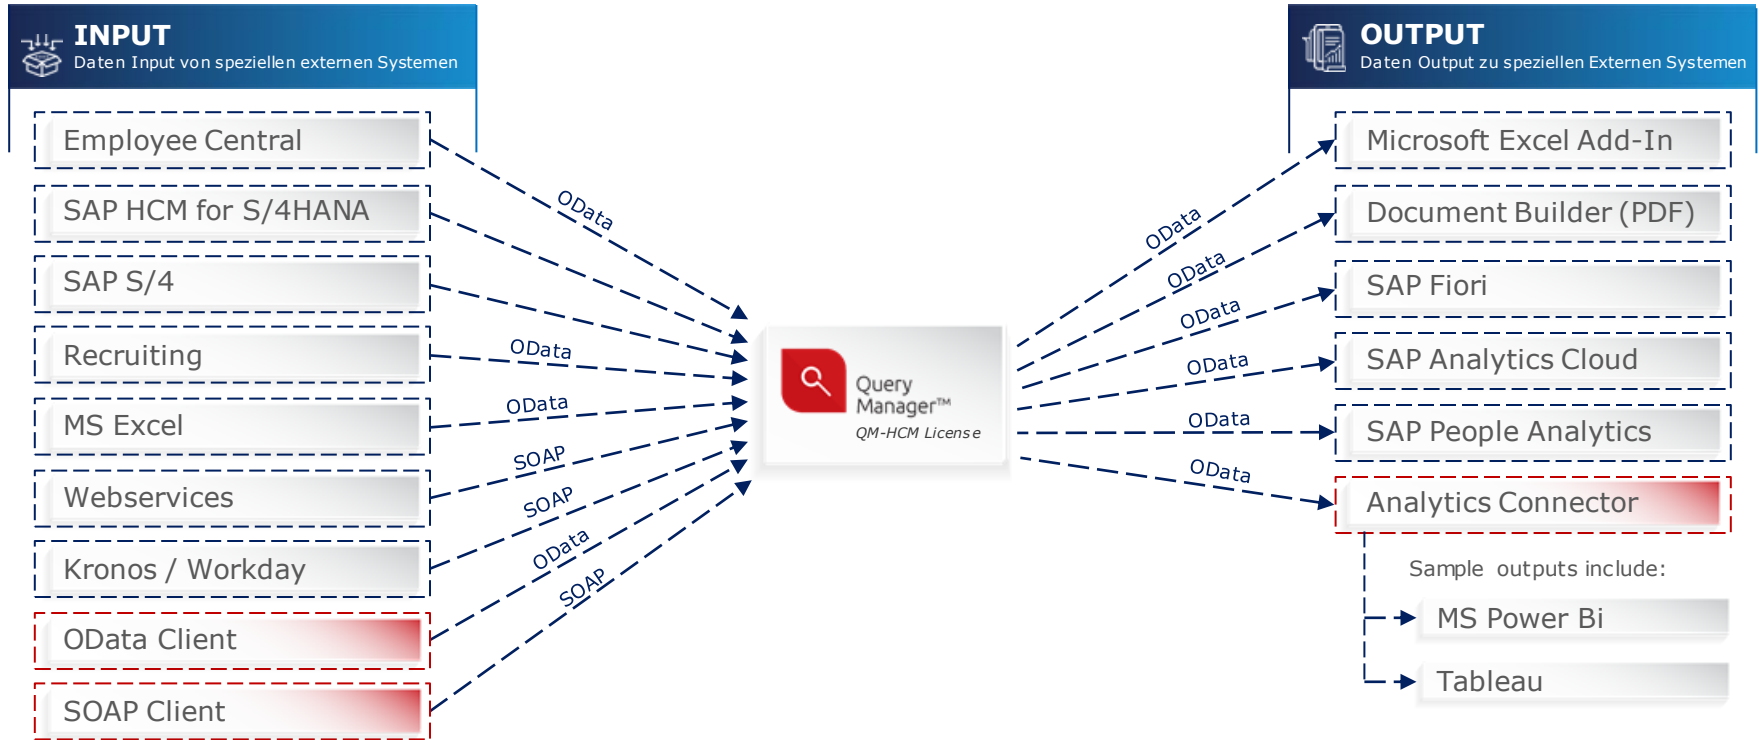 INPUT
Daten Input von speziellen externen Systemen
Employee Central
SAP HCM for S/4HANA
SAP S/4
Recruiting
MS Excel
Webservices
Kronos / Workday
OData Client
SOAP Client
OData
OData
OData
SOAP
SOAP
OData
SOAP
Query
Manager™
QM-HCM License
OData
OData
OData
OData
OData
OData
OUTPUT
Daten Output zu speziellen Externen Systemen
Microsoft Excel Add-In
Document Builder (PDF)
SAP Fiori
SAP Analytics Cloud
SAP People Analytics
Analytics Connector
Sample outputs include:
MS Power Bi
Tableau